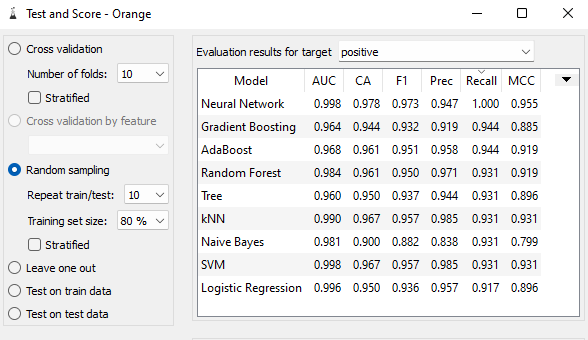 Test and Score - Orange
Cross validation
Number of folds: 10
Stratified
Cross validation by feature
Random sampling
Repeat train/test: 10
Training set size: 80 %
Stratified
Leave one out
Test on train data
Test on test data
Evaluation results for target positive
Model AUC CA F1 Prec Recall MCC
Neural Network 0.998 0.978 0.973 0.947 1.000 0.955
Gradient Boosting 0.964 0.944 0.932 0.919 0.944 0.885
AdaBoost 0.968 0.961 0.951 0.958 0.944 0.919
Random Forest 0.984 0.961 0.950 0.971 0.931 0.919
Tree 0.960 0.950 0.937 0.944 0.931 0.896
kNN 0.990 0.967 0.957 0.985 0.931 0.931
Naive Bayes 0.981 0.900 0.882 0.838 0.931 0.799
SVM 0.998 0.967 0.957 0.985 0.931 0.931
Logistic Regression 0.996 0.950 0.936 0.957 0.917 0.896